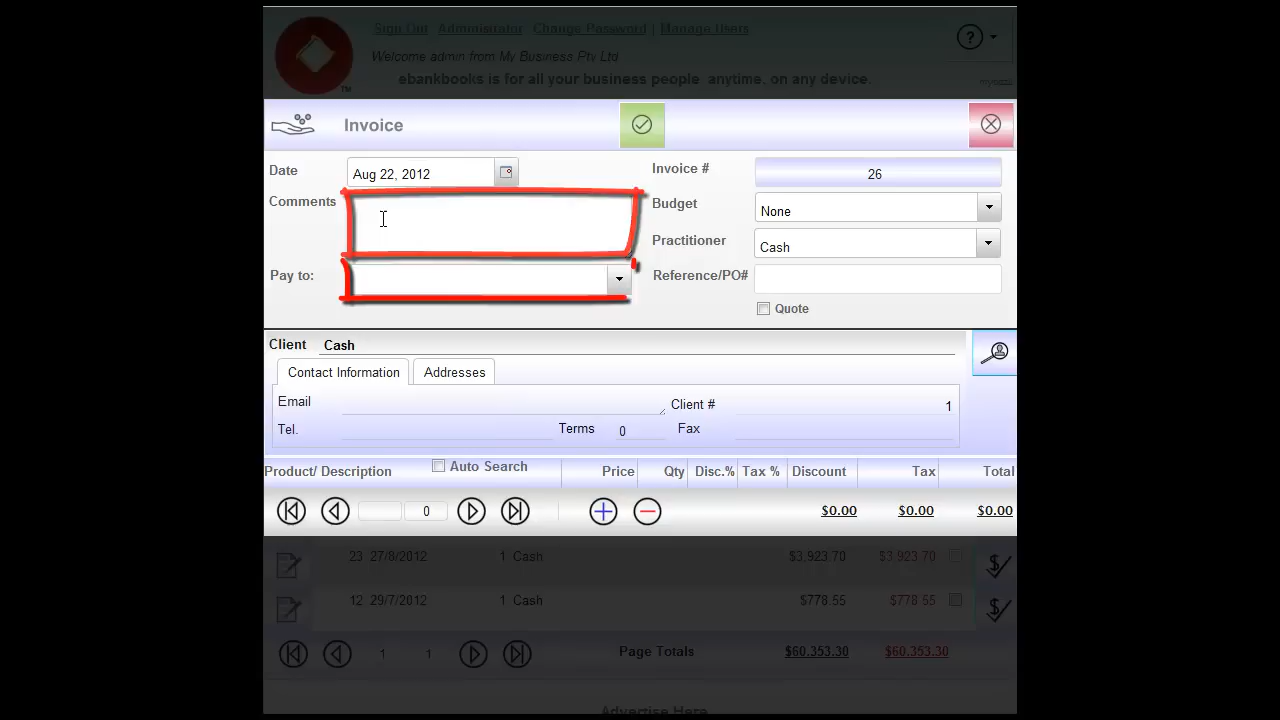 Sign Out Administrator Change Password | Manage Users
Welcome admin from My Business Pty Ltd
ebankbooks is for all your business people anytime. on any device.
TM
?
Invoice
Date Aug 22, 2012 Invoice # 26
Comments Budget None
Practitioner Cash
Pay to: Reference/PO#
Quote
Client Cash
Contact Information Addresses
Email Client # 1
Tel. Terms 0 Fax
Product/ Description Auto Search Price Qty Disc.% Tax % Discount Tax Total
0 $0.00 $0.00 $0.00
23 27/8/2012 1 Cash $3,923.70 $3,923.70
12 29/7/2012 1 Cash $778.55 $778.55
1 1 Page Totals $60,353.30 $60,353.30
Advertise Here